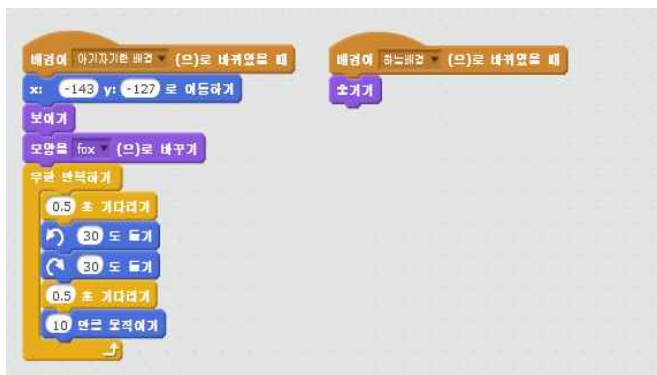 배경이 아기자기한 배경 (으)로 바뀌었을 때
x: -143 y: -127 로 이동하기
보이기
모양을 fox (으)로 바꾸기
무한 반복하기
0.5 초 기다리기
30 도 돌기
30 도 돌기
0.5 초 기다리기
10 만큼 움직이기
배경이 하늘배경 (으)로 바뀌었을 때
숨기기